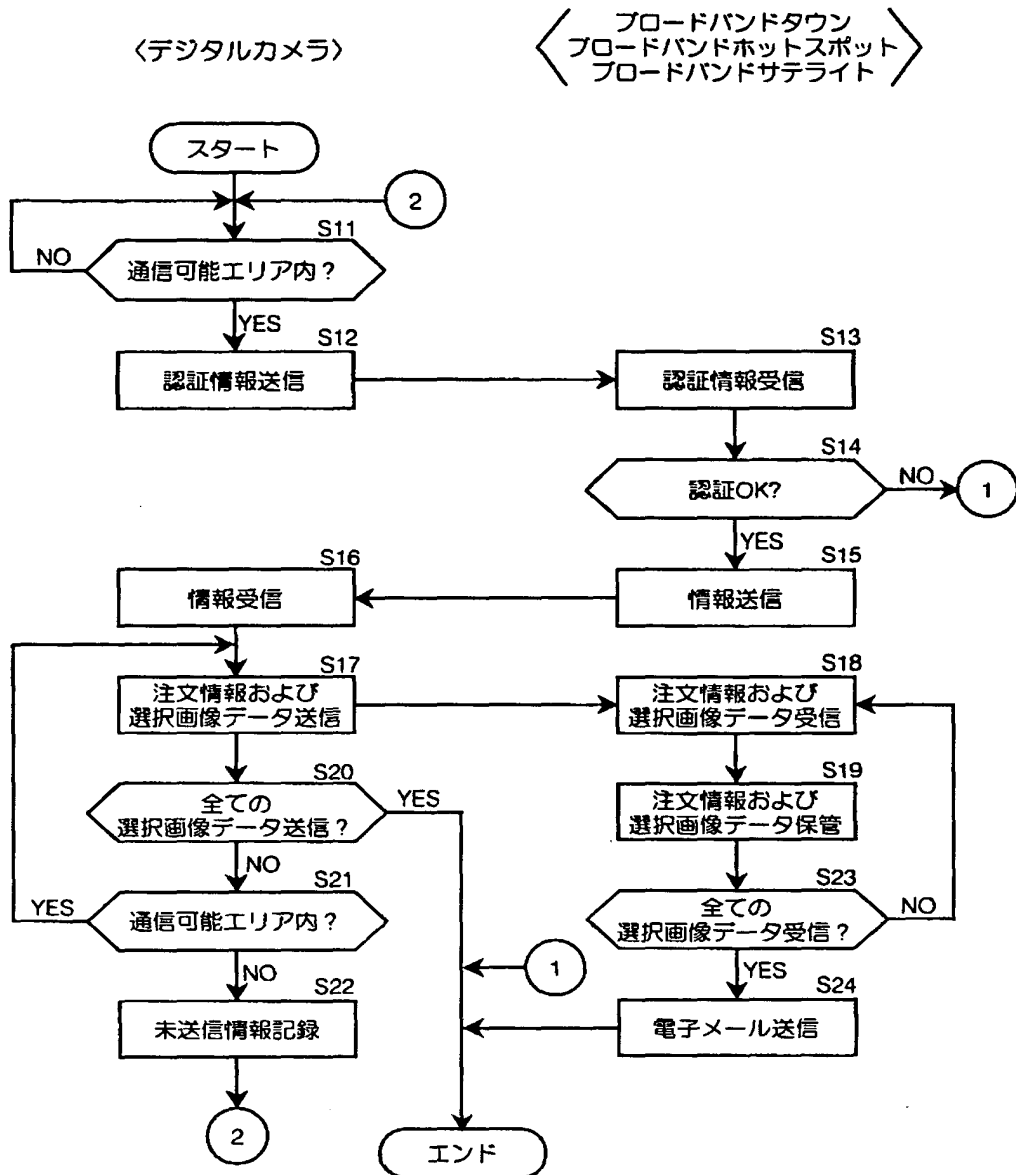 〈デジタルカメラ〉
ブロードバンドタウン
ブロードバンドホットスポット
ブロードバンドサテライト
スタート
2
S11
NO
通信可能エリア内？
YES
S12
認証情報送信
S13
認証情報受信
S14
認証OK?
NO
1
YES
S15
情報送信
S16
情報受信
S17
注文情報および
選択画像データ送信
S18
注文情報および
選択画像データ受信
S19
注文情報および
選択画像データ保管
S20
全ての
選択画像データ送信？
YES
NO
S21
YES
通信可能エリア内？
NO
S23
全ての
選択画像データ受信？
NO
YES
1
S22
未送信情報記録
S24
電子メール送信
2
エンド